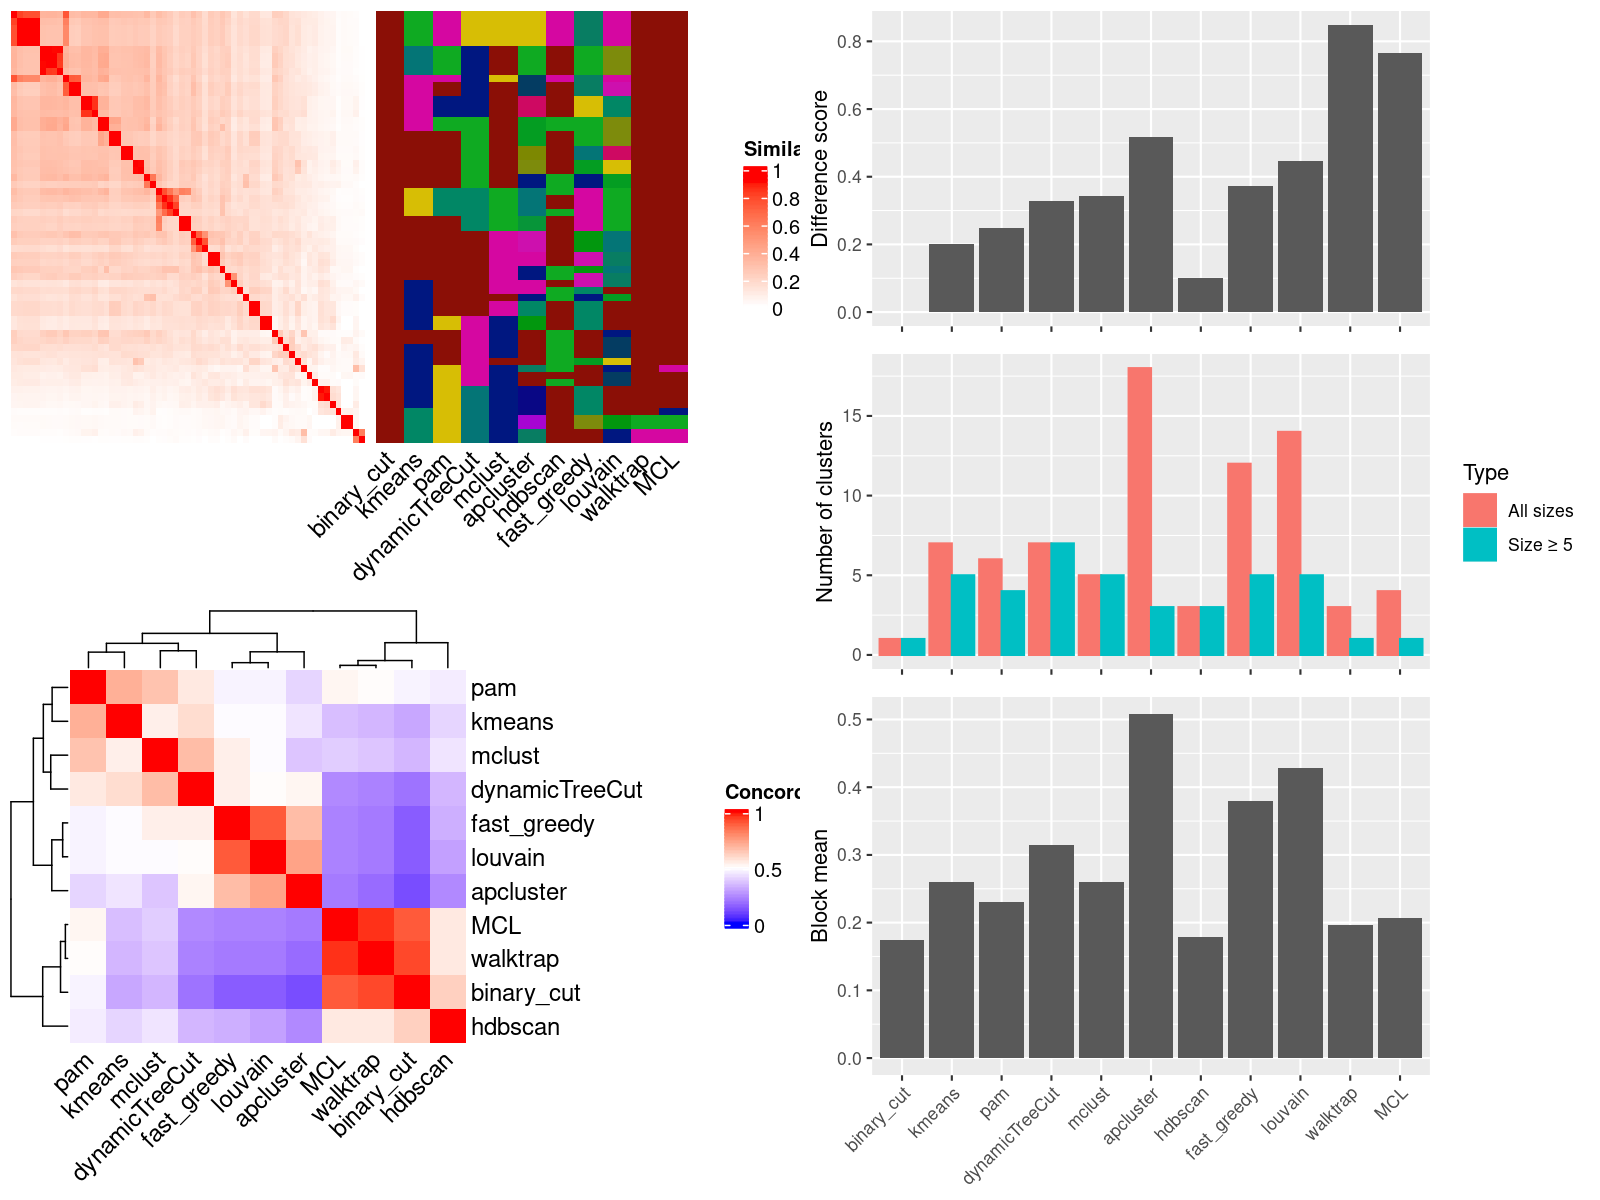 Simila
1
0.8
0.6
0.4
0.2
0
binary_cut
kmeans
pam
dynamicTreeCut
mclust
apcluster
hdbscan
fast_greedy
louvain
walktrap
MCL
Difference score
0.8
0.6
0.4
0.2
0.0
Number of clusters
15
10
5
0
Type
All sizes
Size ≥ 5
pam
kmeans
mclust
dynamicTreeCut
fast_greedy
louvain
apcluster
MCL
walktrap
binary_cut
hdbscan
pam
kmeans
mclust
dynamicTreeCut
fast_greedy
louvain
apcluster
MCL
walktrap
binary_cut
hdbscan
Concord
1
0.5
0
Block mean
0.5
0.4
0.3
0.2
0.1
0.0
binary_cut
kmeans
pam
dynamicTreeCut
mclust
apcluster
hdbscan
fast_greedy
louvain
walktrap
MCL